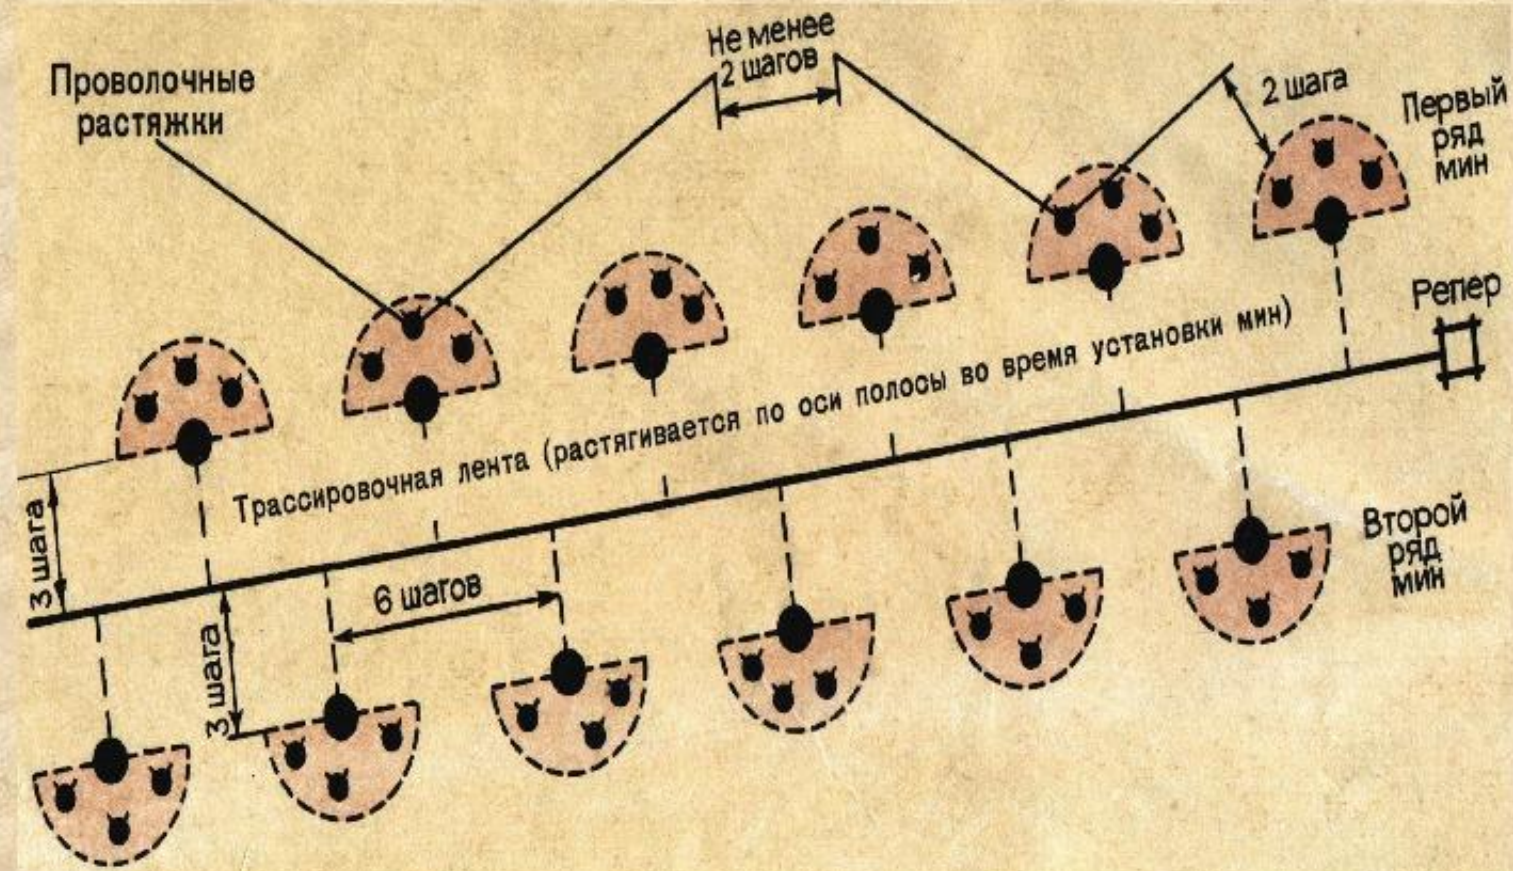 Проволочные
растяжки
Не менее
2 шагов
2 шага
Первый
ряд
мин
Репер
Трассировочная лента (растягивается по оси полосы во время установки мин)
3 шага
6 шагов
3 шага
Второй
ряд
мин